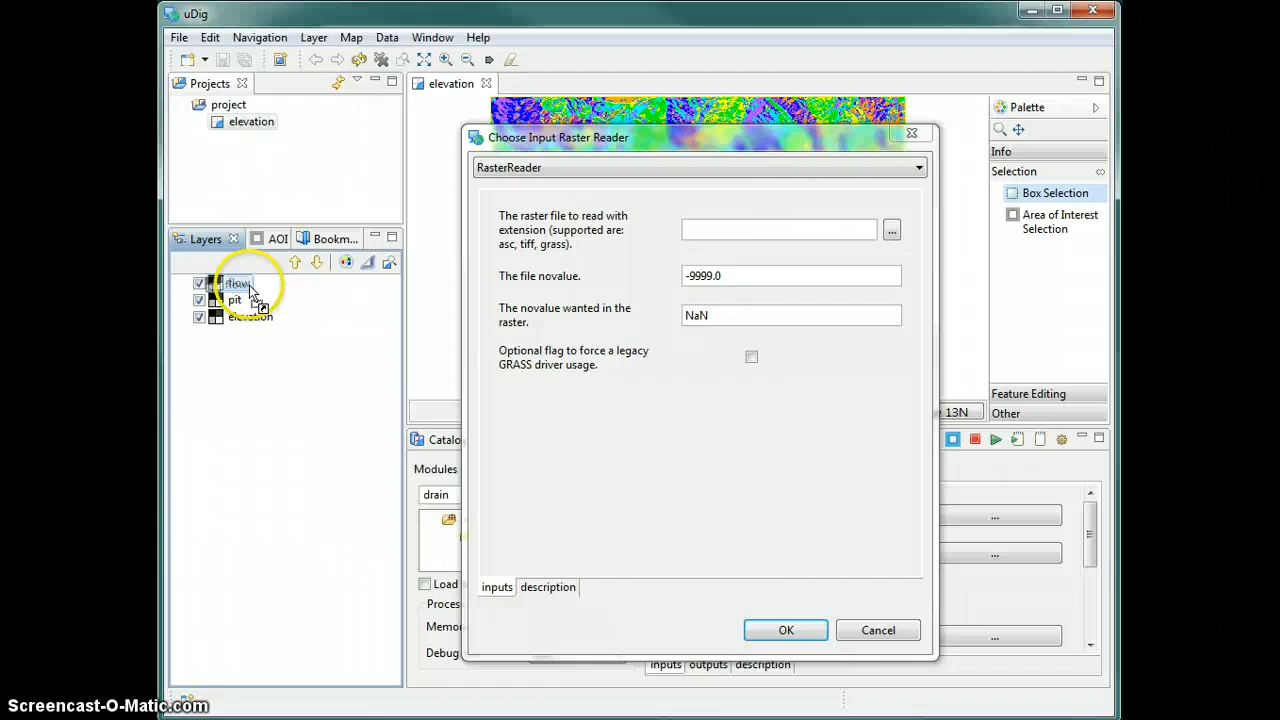 uDig
File Edit Navigation Layer Map Data Window Help
Projects
project
elevation
Layers AOI Bookm...
flow
pit
elevation
elevation
Choose Input Raster Reader
RasterReader
The raster file to read with
extension (supported are:
asc, tiff, grass).
...
The file novalue.
-9999.0
The novalue wanted in the
raster.
NaN
Optional flag to force a legacy
GRASS driver usage.
inputs description
OK Cancel
Palette
Info
Selection
Box Selection
Area of Interest
Selection
Feature Editing
Other
13N
Catalo
Modules
drain
Load
Proces
Memor
Debug
...
...
...
inputs outputs description
Screencast-O-Matic.com